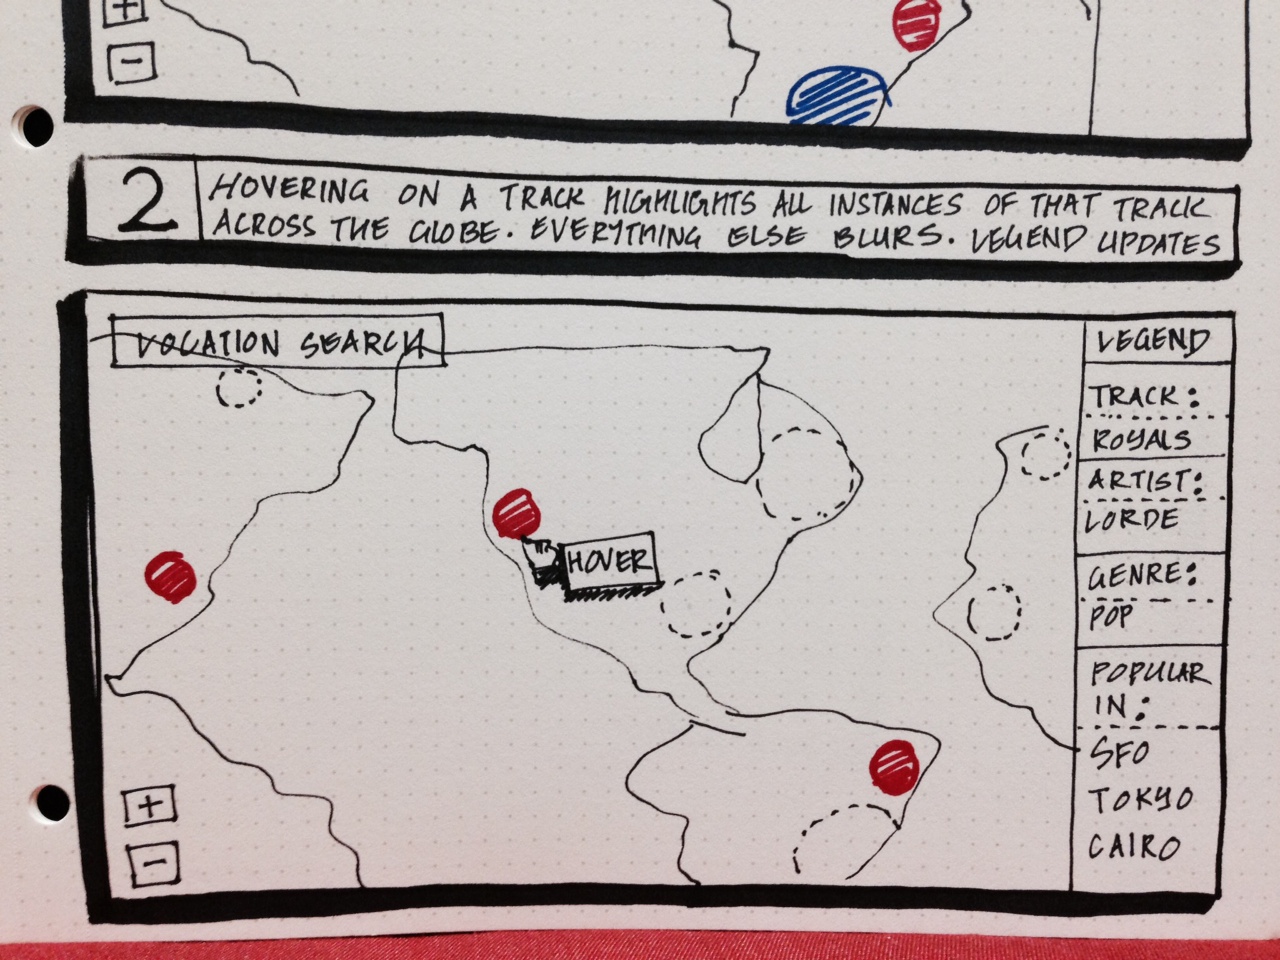 +
-
2
HOVERING ON A TRACK HIGHLIGHTS ALL INSTANCES OF THAT TRACK
ACROSS THE GLOBE. EVERYTHING ELSE BLURS. LEGEND UPDATES
VOCATION SEARCH
LEGEND
TRACK:
ROYALS
ARTIST:
LORDE
GENRE:
POP
POPULAR
IN:
SFO
TOKYO
CAIRO
HOVER
+
-